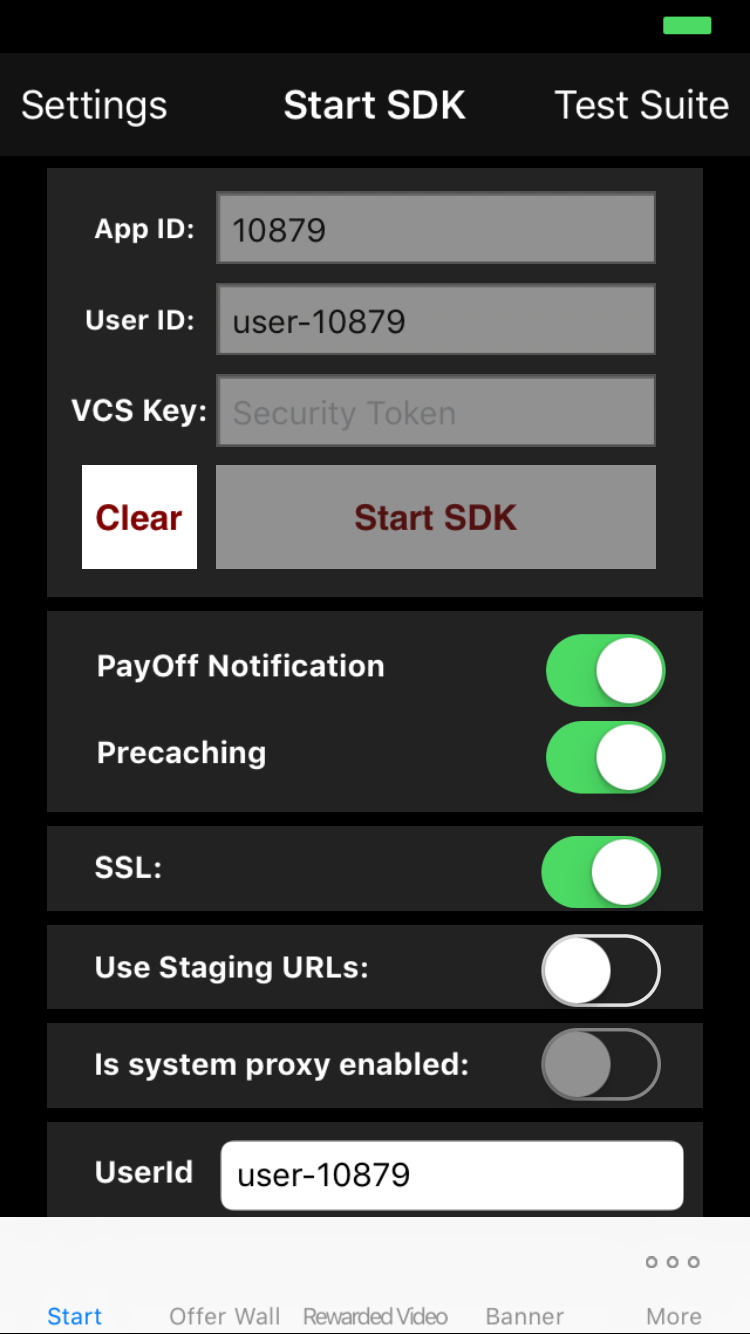 Settings Start SDK Test Suite
App ID: 10879
User ID: user-10879
VCS Key: Security Token
Clear Start SDK
PayOff Notification
Precaching
SSL:
Use Staging URLs:
Is system proxy enabled:
UserId user-10879
Start Offer Wall Rewarded Video Banner More